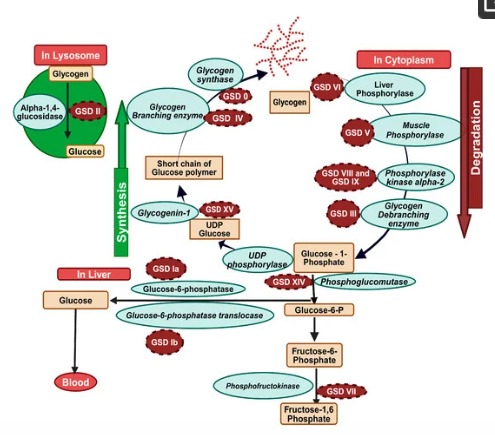 In Lysosome
Glycogen
Alpha-1,4-
glucosidase
GSD II
Glucose
Synthesis
Glycogen
synthase
GSD 0
Glycogen
Branching enzyme
GSD IV
Short chain of
Glucose polymer
Glycogenin-1
GSD XV
UDP
Glucose
UDP
phosphorylase
Glycogen
In Cytoplasm
GSD VI
Liver
Phosphorylase
GSD V
Muscle
Phosphorylase
GSD VIII and
GSD IX
Phosphorylase
kinase alpha-2
GSD III
Glycogen
Debranching
enzyme
Degradation
Glucose - 1-
Phosphate
GSD XIV
Phosphoglucomutase
Glucose-6-P
In Liver
GSD Ia
Glucose-6-phosphatase
Glucose
Glucose-6-phosphatase translocase
GSD Ib
Blood
Fructose-6-
Phosphate
Phosphofructokinase
GSD VII
Fructose-1,6
Phosphate